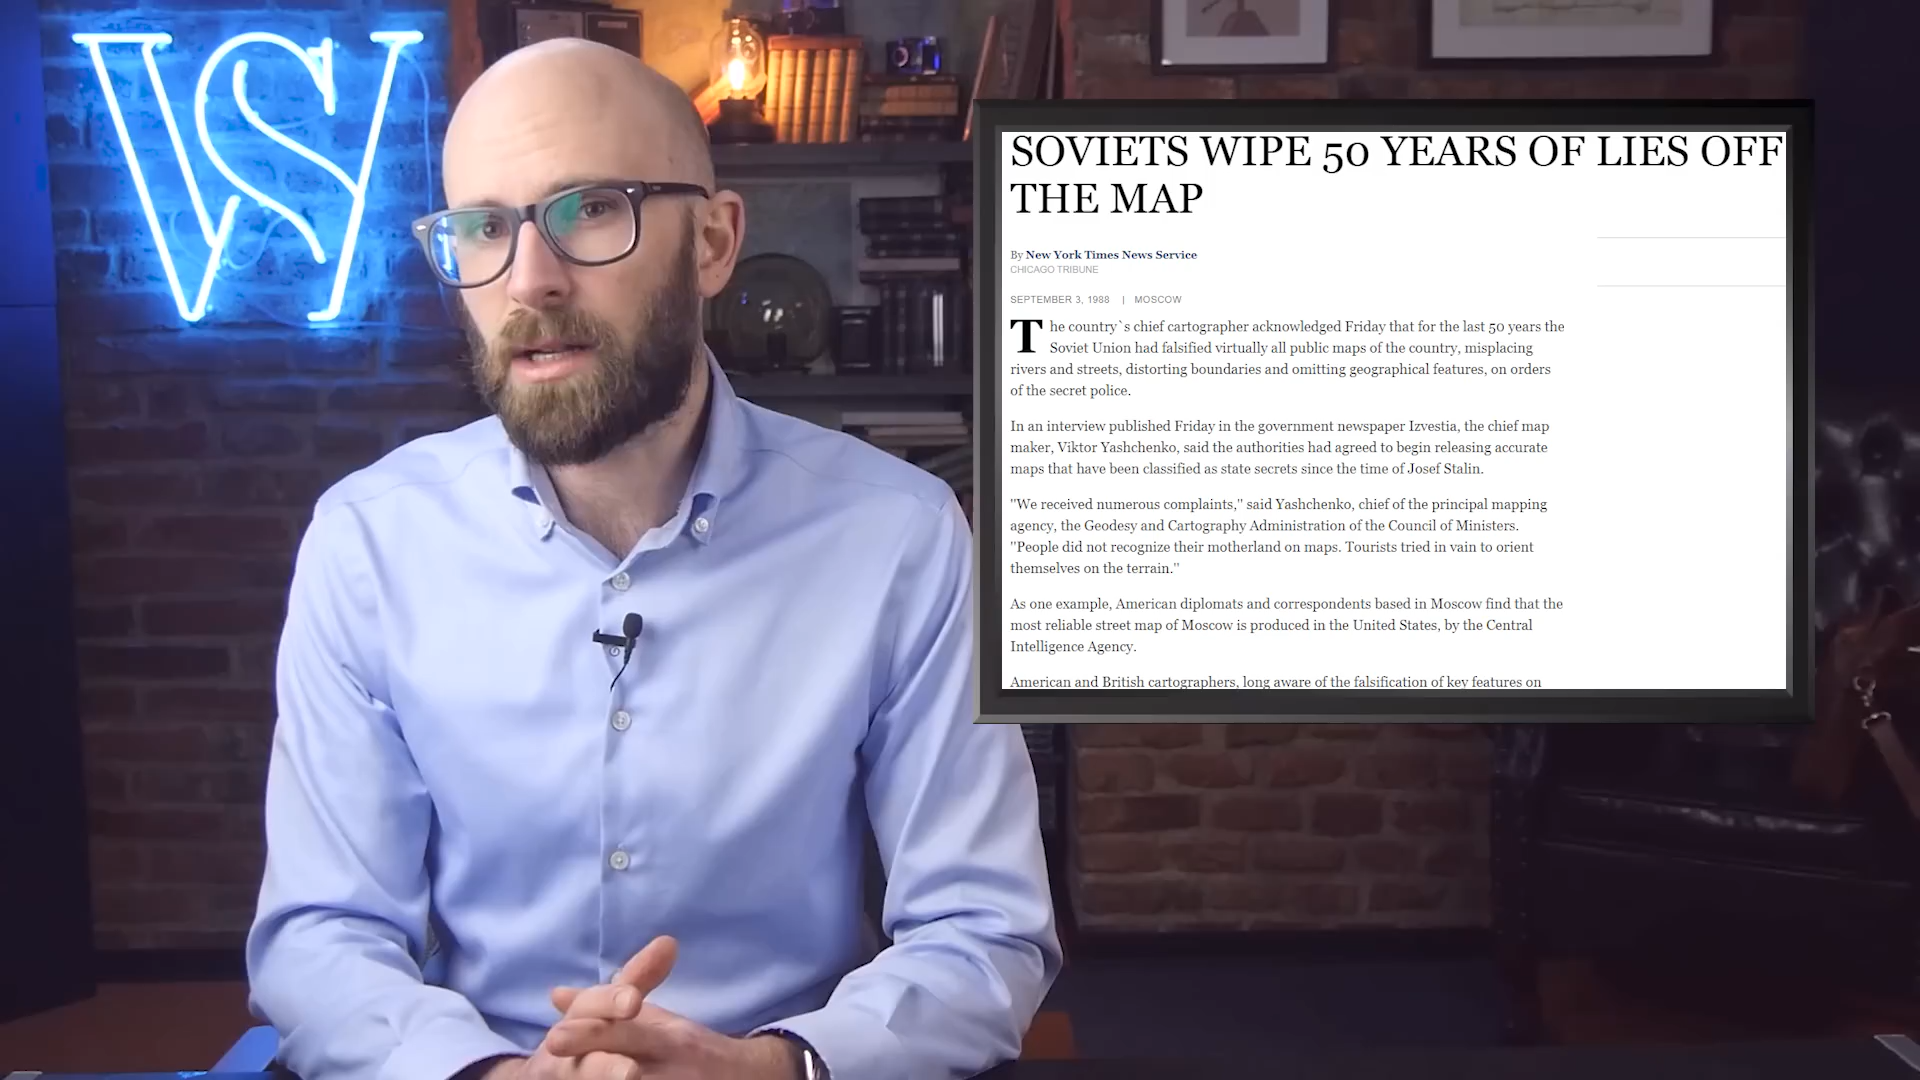 WS
SOVIETS WIPE 50 YEARS OF LIES OFF
THE MAP
By New York Times News Service
CHICAGO TRIBUNE
SEPTEMBER 3, 1988 | MOSCOW
The country`s chief cartographer acknowledged Friday that for the last 50 years the
Soviet Union had falsified virtually all public maps of the country, misplacing
rivers and streets, distorting boundaries and omitting geographical features, on orders
of the secret police.
In an interview published Friday in the government newspaper Izvestia, the chief map
maker, Viktor Yashchenko, said the authorities had agreed to begin releasing accurate
maps that have been classified as state secrets since the time of Josef Stalin.
"We received numerous complaints," said Yashchenko, chief of the principal mapping
agency, the Geodesy and Cartography Administration of the Council of Ministers.
"People did not recognize their motherland on maps. Tourists tried in vain to orient
themselves on the terrain."
As one example, American diplomats and correspondents based in Moscow find that the
most reliable street map of Moscow is produced in the United States, by the Central
Intelligence Agency.
American and British cartographers, long aware of the falsification of key features on